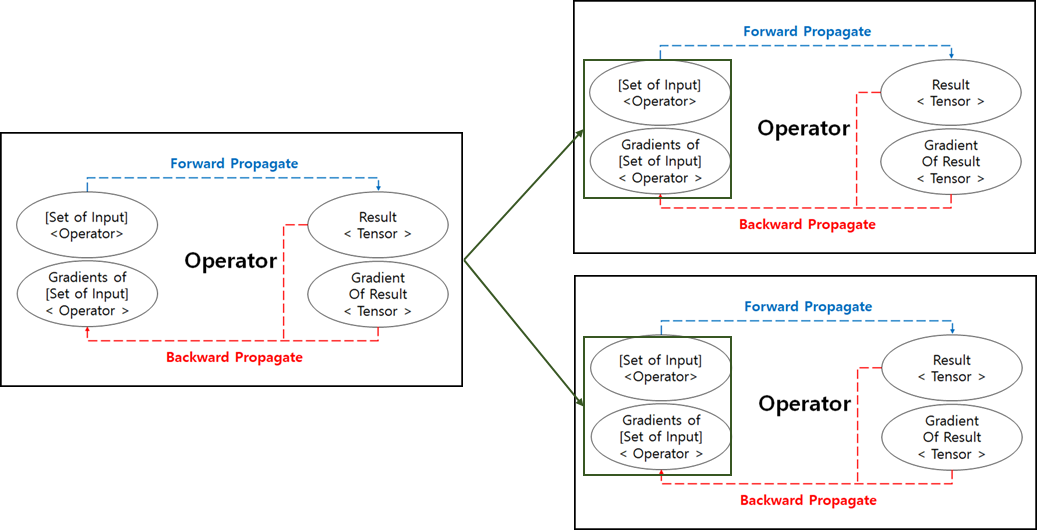 Forward Propagate
[Set of Input]
<Operator>
Result
< Tensor >
Operator
Gradients of
[Set of Input]
< Operator >
Gradient
Of Result
< Tensor >
Backward Propagate
Forward Propagate
[Set of Input]
<Operator>
Result
< Tensor >
Operator
Gradients of
[Set of Input]
< Operator >
Gradient
Of Result
< Tensor >
Backward Propagate
Forward Propagate
[Set of Input]
<Operator>
Result
< Tensor >
Operator
Gradients of
[Set of Input]
< Operator >
Gradient
Of Result
< Tensor >
Backward Propagate